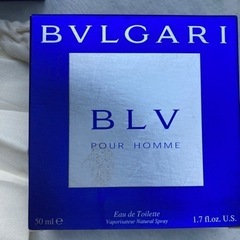 BVLGARI
BLV
POUR HOMME
Eau de Toilette
Vaporisateur Natural Spray
50 ml ℮
1.7 fl.oz. U.S.